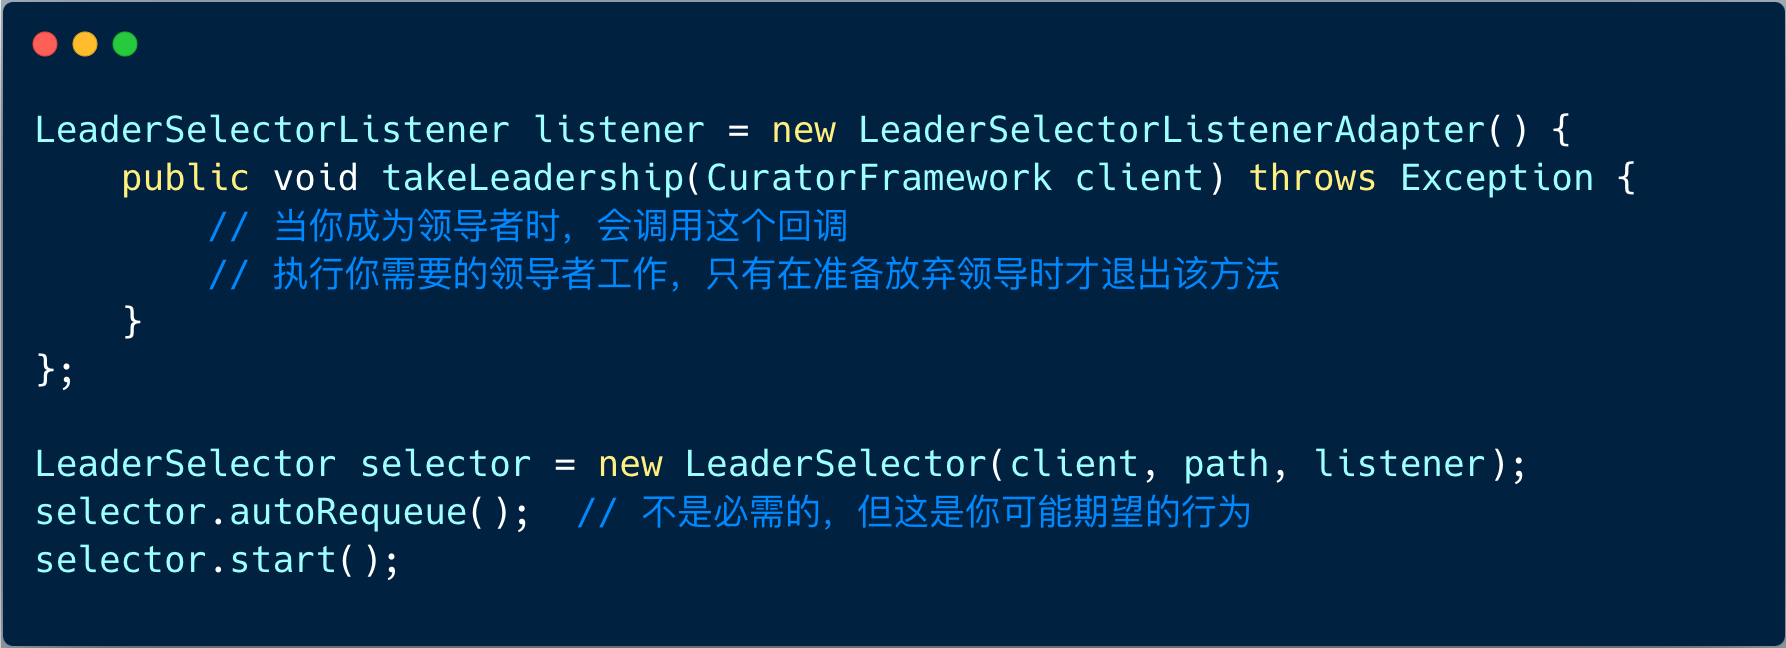 LeaderSelectorListener listener = new LeaderSelectorListenerAdapter() {
    public void takeLeadership(CuratorFramework client) throws Exception {
        // 当你成为领导者时，会调用这个回调
        // 执行你需要的领导者工作，只有在准备放弃领导时才退出该方法
    }
};
LeaderSelector selector = new LeaderSelector(client, path, listener);
selector.autoRequeue();  // 不是必需的，但这是你可能期望的行为
selector.start();